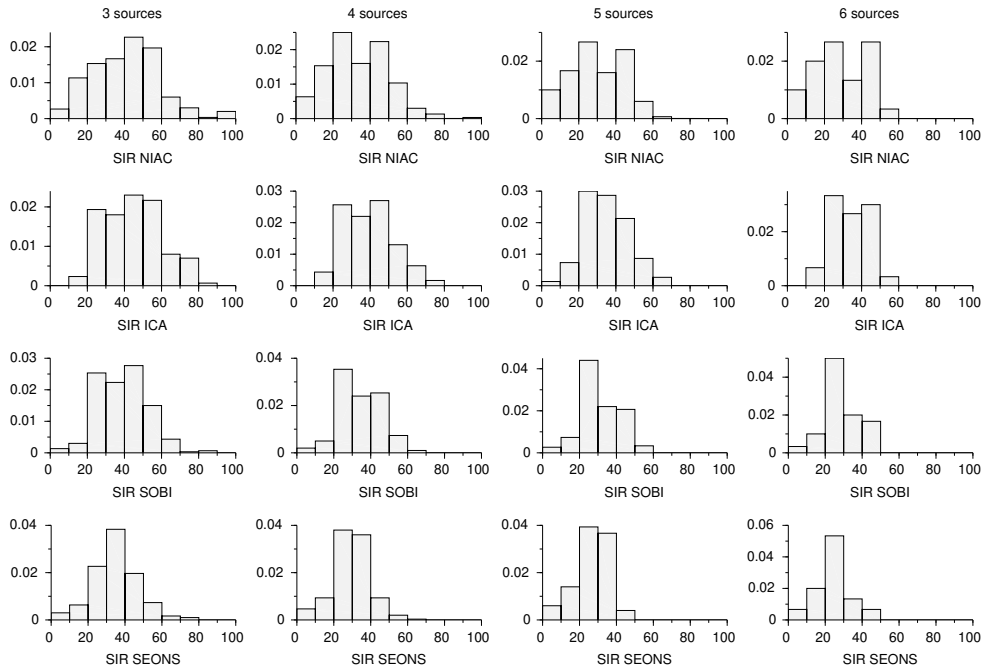 3 sources 4 sources 5 sources 6 sources
0.02 0.02 0.02 0.02
0.01 0.01
0 0 0 0
0 20 40 60 80 100 0 20 40 60 80 100 0 20 40 60 80 100 0 20 40 60 80 100
SIR NIAC SIR NIAC SIR NIAC SIR NIAC
0.03 0.03
0.02 0.02 0.02 0.02
0.01 0.01 0.01
0 0 0 0
0 20 40 60 80 100 0 20 40 60 80 100 0 20 40 60 80 100 0 20 40 60 80 100
SIR ICA SIR ICA SIR ICA SIR ICA
0.03 0.04 0.04 0.04
0.02 0.02 0.02 0.02
0.01
0 0 0 0
0 20 40 60 80 100 0 20 40 60 80 100 0 20 40 60 80 100 0 20 40 60 80 100
SIR SOBI SIR SOBI SIR SOBI SIR SOBI
0.04 0.04 0.04 0.06
0.04
0.02 0.02 0.02 0.02
0 0 0 0
0 20 40 60 80 100 0 20 40 60 80 100 0 20 40 60 80 100 0 20 40 60 80 100
SIR SEONS SIR SEONS SIR SEONS SIR SEONS